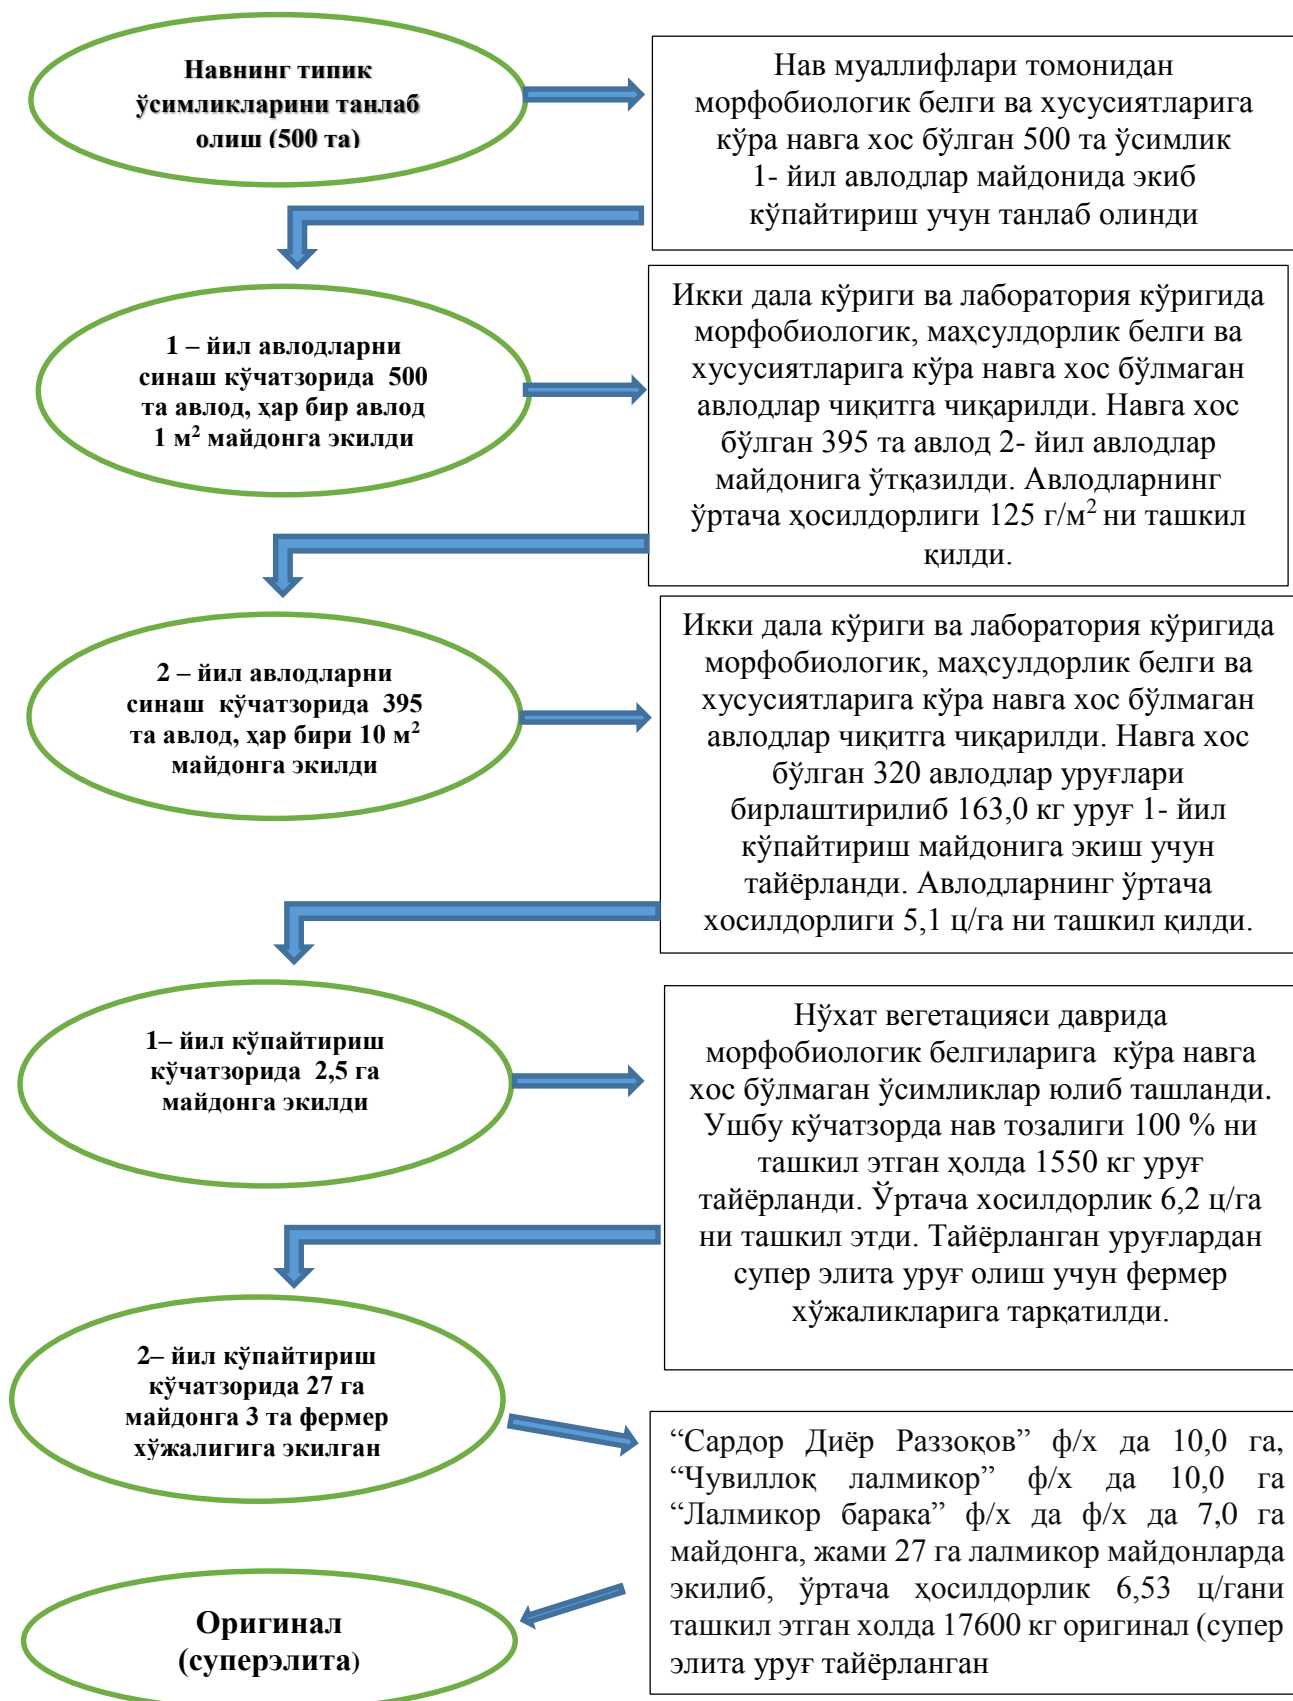 Навнинг типик
ўсимликларини танлаб
олиш (500 та)
Нав муаллифлари томонидан
морфобиологик белги ва хусусиятларига
кўра навга хос бўлган 500 та ўсимлик
1- йил авлодлар майдонида экиб
кўпайтириш учун танлаб олинди
1 – йил авлодларни
синаш кўчатзорида 500
та авлод, ҳар бир авлод
1 м² майдонга экилди
Икки дала кўриги ва лаборатория кўригида
морфобиологик, маҳсулдорлик белги ва
хусусиятларига кўра навга хос бўлмаган
авлодлар чиқитга чиқарилди. Навга хос
бўлган 395 та авлод 2- йил авлодлар
майдонига ўтқазилди. Авлодларнинг
ўртача ҳосилдорлиги 125 г/м² ни ташкил
қилди.
2 – йил авлодларни
синаш кўчатзорида 395
та авлод, ҳар бири 10 м²
майдонга экилди
Икки дала кўриги ва лаборатория кўригида
морфобиологик, маҳсулдорлик белги ва
хусусиятларига кўра навга хос бўлмаган
авлодлар чиқитга чиқарилди. Навга хос
бўлган 320 авлодлар уруғлари
бирлаштирилиб 163,0 кг уруғ 1- йил
кўпайтириш майдонига экиш учун
тайёрланди. Авлодларнинг ўртача
хосилдорлиги 5,1 ц/га ни ташкил қилди.
1– йил кўпайтириш
кўчатзорида 2,5 га
майдонга экилди
Нўхат вегетацияси даврида
морфобиологик белгиларига кўра навга
хос бўлмаган ўсимликлар юлиб ташланди.
Ушбу кўчатзорда нав тозалиги 100 % ни
ташкил этган ҳолда 1550 кг уруғ
тайёрланди. Ўртача хосилдорлик 6,2 ц/га
ни ташкил этди. Тайёрланган уруғлардан
супер элита уруғ олиш учун фермер
хўжаликларига тарқатилди.
2– йил кўпайтириш
кўчатзорида 27 га
майдонга 3 та фермер
хўжалигига экилган
“Сардор Диёр Раззоқов” ф/х да 10,0 га,
“Чувиллоқ лалмикор” ф/х да 10,0 га
“Лалмикор барака” ф/х да ф/х да 7,0 га
майдонга, жами 27 га лалмикор майдонларда
экилиб, ўртача ҳосилдорлик 6,53 ц/гани
ташкил этган холда 17600 кг оригинал (супер
элита уруғ тайёрланган
Оригинал
(суперэлита)